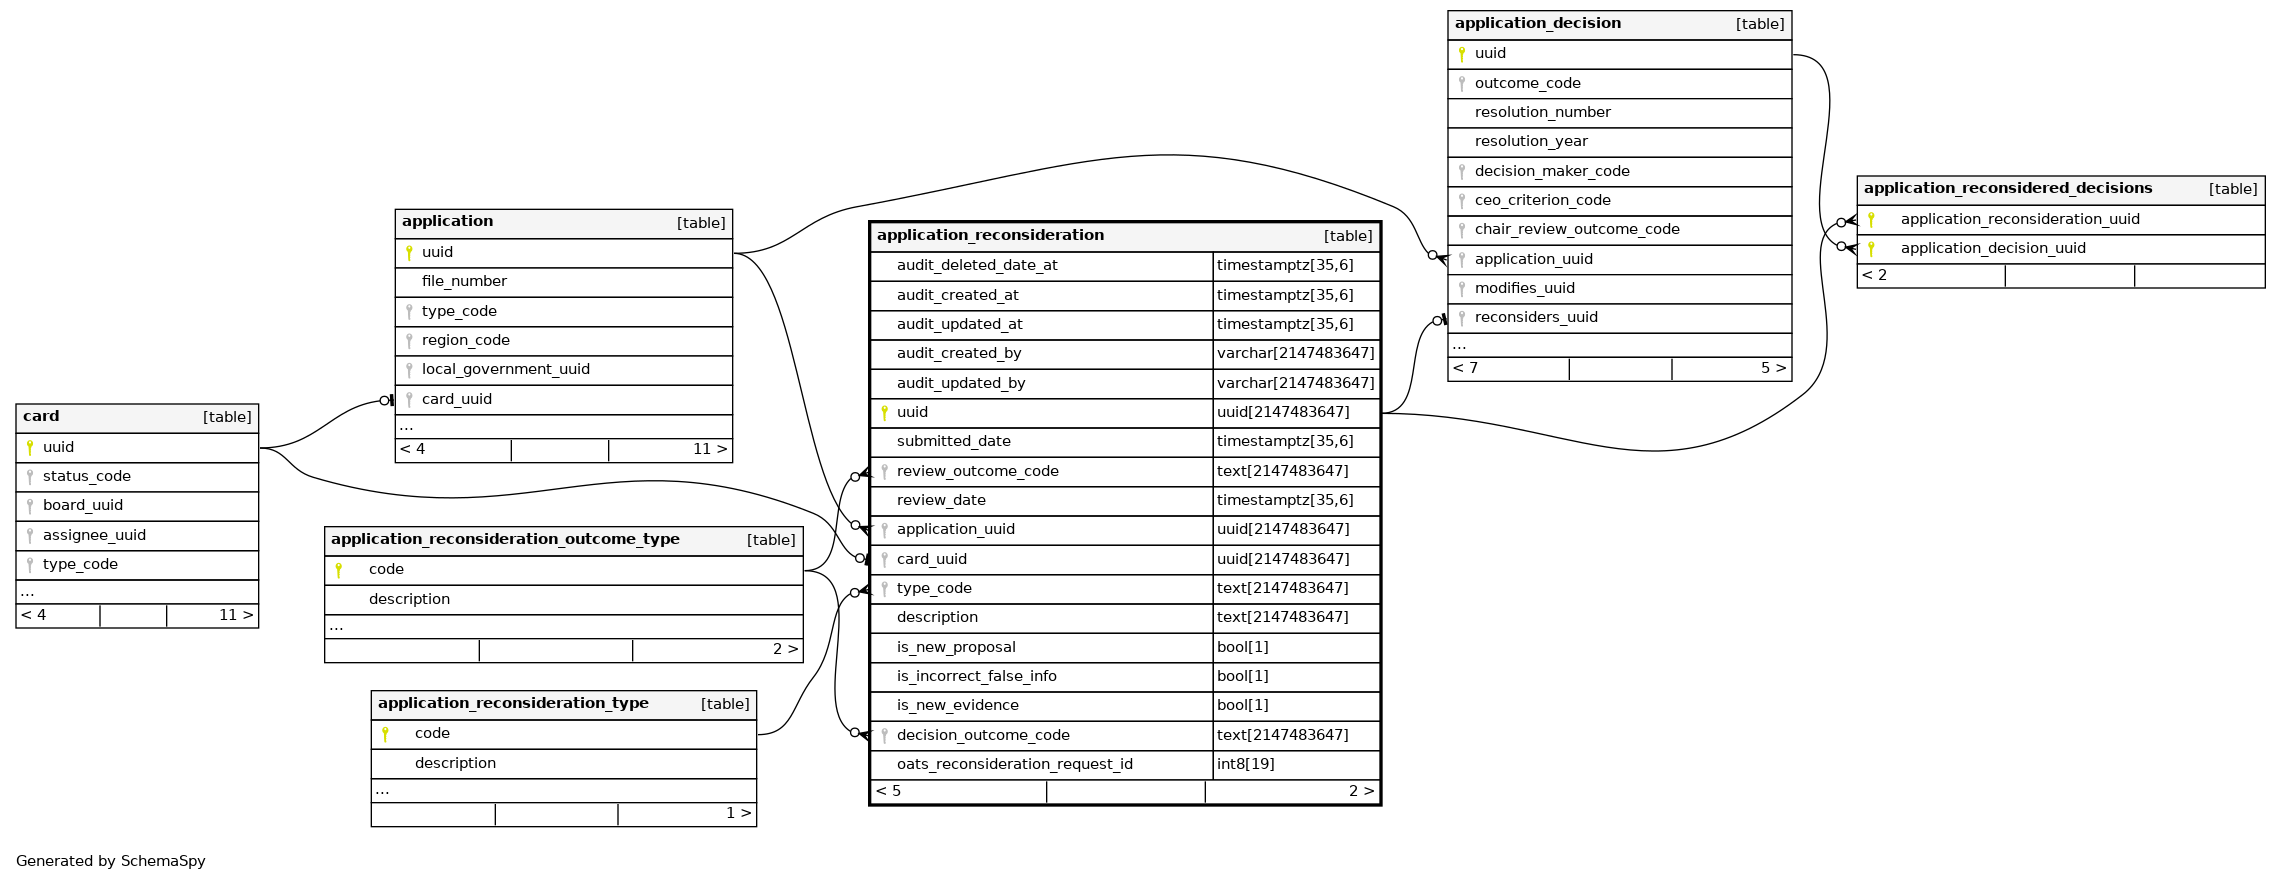 application_decision [table]
uuid
outcome_code
resolution_number
resolution_year
decision_maker_code
ceo_criterion_code
chair_review_outcome_code
application_uuid
modifies_uuid
reconsiders_uuid
...
< 7 5 >
application_reconsidered_decisions [table]
application_reconsideration_uuid
application_decision_uuid
< 2
application [table]
uuid
file_number
type_code
region_code
local_government_uuid
card_uuid
...
< 4 11 >
application_reconsideration [table]
audit_deleted_date_at timestamptz[35,6]
audit_created_at timestamptz[35,6]
audit_updated_at timestamptz[35,6]
audit_created_by varchar[2147483647]
audit_updated_by varchar[2147483647]
uuid uuid[2147483647]
submitted_date timestamptz[35,6]
review_outcome_code text[2147483647]
review_date timestamptz[35,6]
application_uuid uuid[2147483647]
card_uuid uuid[2147483647]
type_code text[2147483647]
description text[2147483647]
is_new_proposal bool[1]
is_incorrect_false_info bool[1]
is_new_evidence bool[1]
decision_outcome_code text[2147483647]
oats_reconsideration_request_id int8[19]
< 5 2 >
card [table]
uuid
status_code
board_uuid
assignee_uuid
type_code
...
< 4 11 >
application_reconsideration_outcome_type [table]
code
description
...
2 >
application_reconsideration_type [table]
code
description
...
1 >
Generated by SchemaSpy